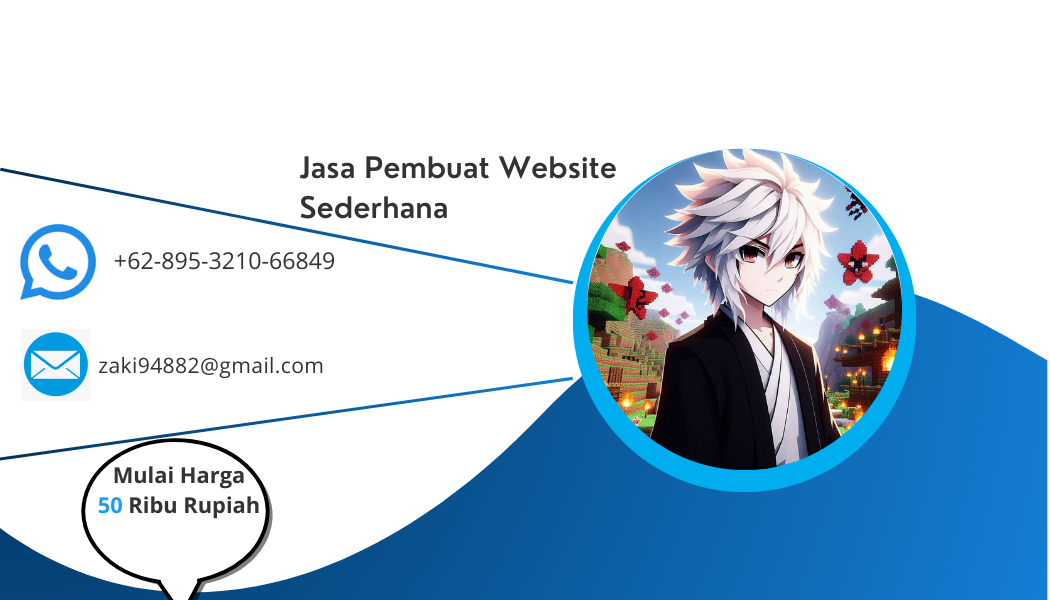 Jasa Pembuat Website
Sederhana
+62-895-3210-66849
zaki94882@gmail.com
Mulai Harga
50 Ribu Rupiah